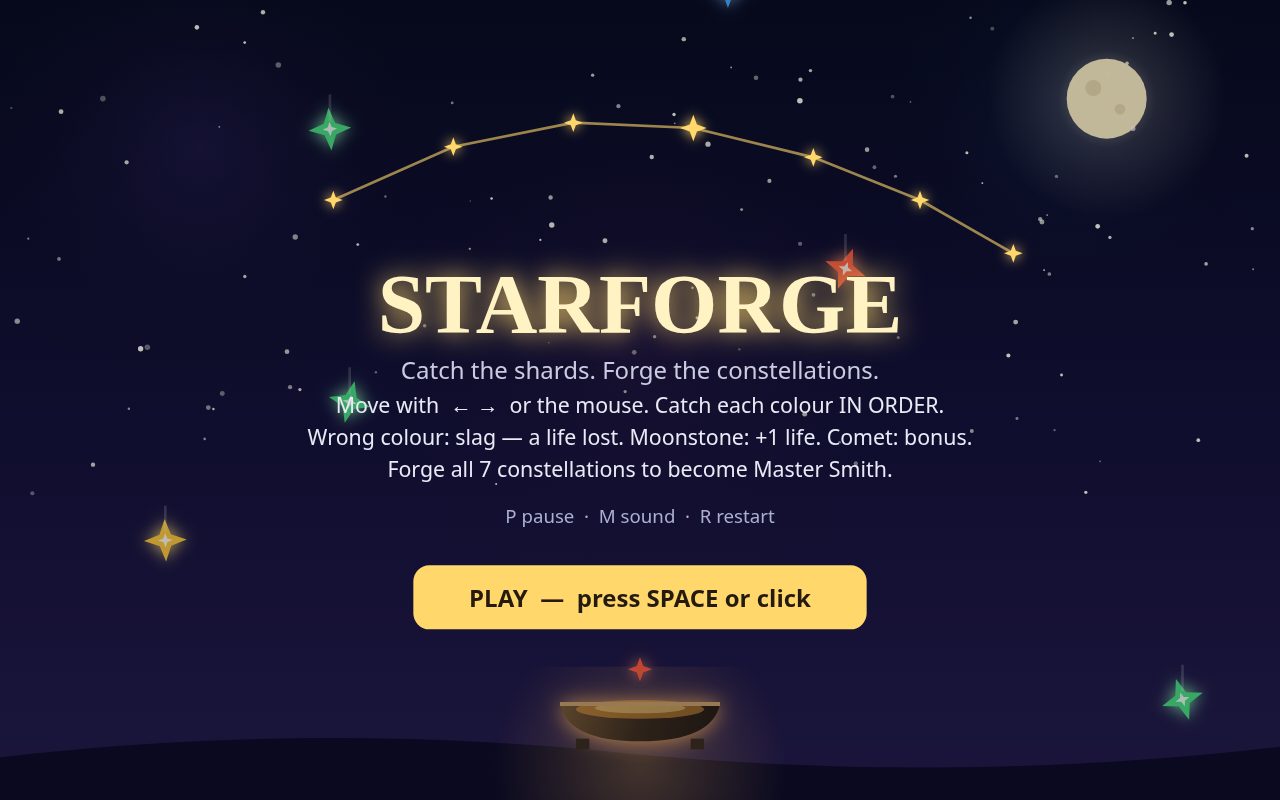 STARFORGE
Catch the shards. Forge the constellations.
Move with ← → or the mouse. Catch each colour IN ORDER.
Wrong colour: slag — a life lost. Moonstone: +1 life. Comet: bonus.
Forge all 7 constellations to become Master Smith.
P pause · M sound · R restart
PLAY — press SPACE or click